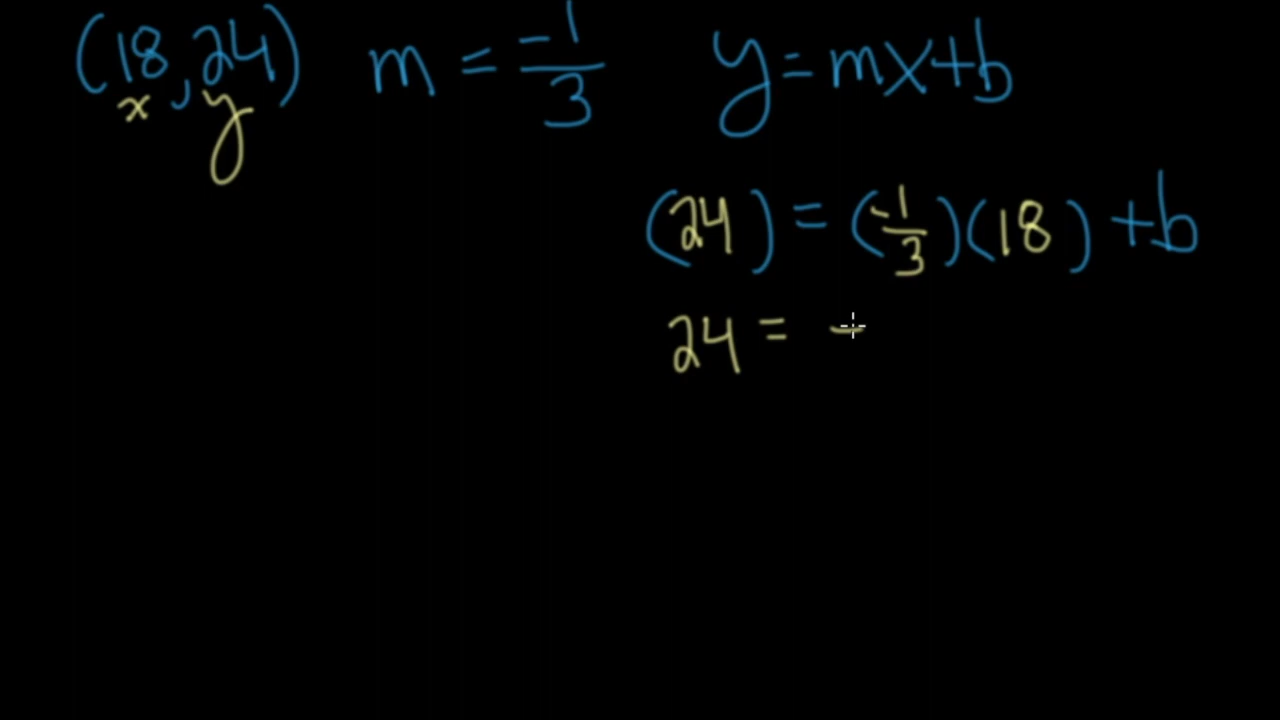 (18, 24) m = -1/3 y = mx+b
x y
(24) = (-1/3)(18) + b
24 = -